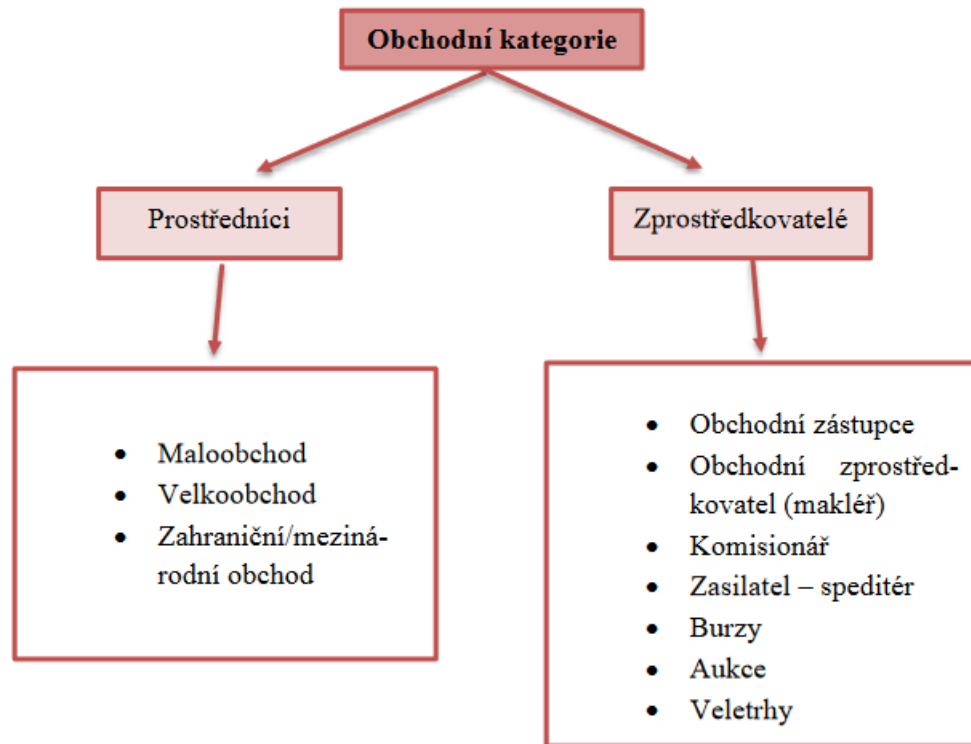 Obchodní kategorie
Prostředníci
Zprostředkovatelé
• Maloobchod
• Velkoobchod
• Zahraniční/meziná-
rodní obchod
• Obchodní zástupce
• Obchodní zprostřed-
kovatel (makléř)
• Komisionář
• Zasilatel – speditér
• Burzy
• Aukce
• Veletrhy